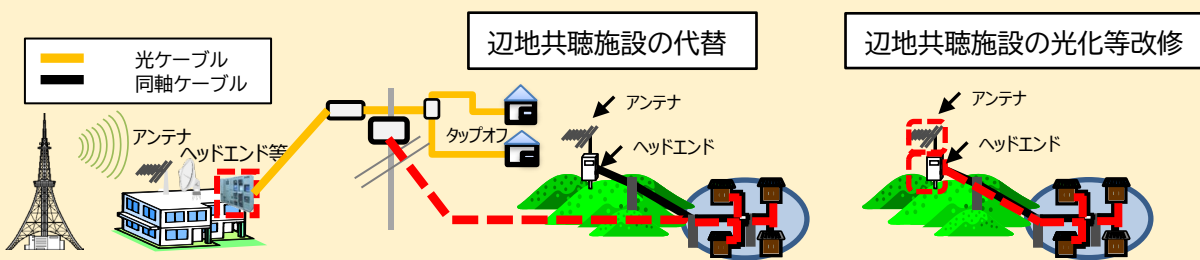 光ケーブル
同軸ケーブル
アンテナ
ヘッドエンド等
タップオフ
辺地共聴施設の代替
アンテナ
ヘッドエンド
辺地共聴施設の光化等改修
アンテナ
ヘッドエンド